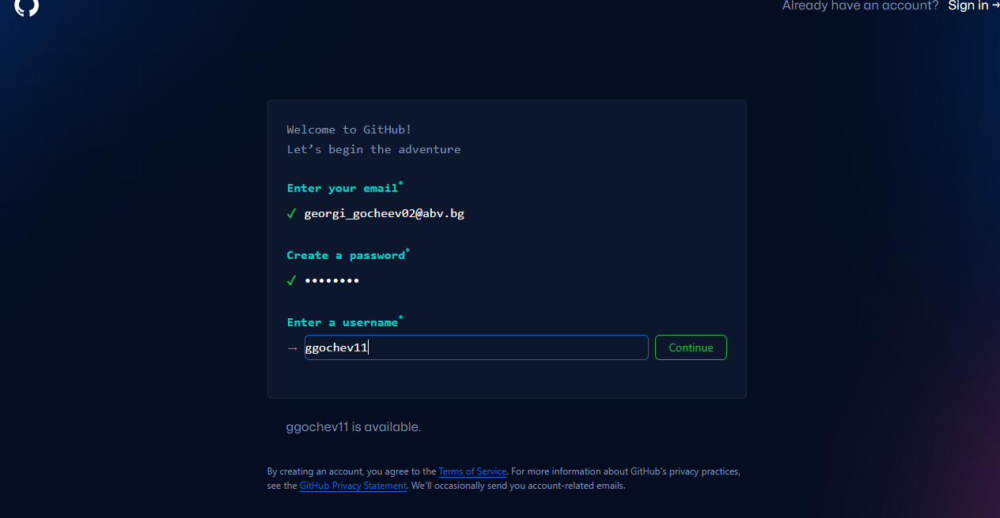 Already have an account? Sign in →
Welcome to GitHub!
Let’s begin the adventure
Enter your email*
✓ georgi_gocheev02@abv.bg
Create a password*
✓ ••••••••
Enter a username*
→ ggochev11 Continue
ggochev11 is available.
By creating an account, you agree to the Terms of Service. For more information about GitHub's privacy practices,
see the GitHub Privacy Statement. We'll occasionally send you account-related emails.